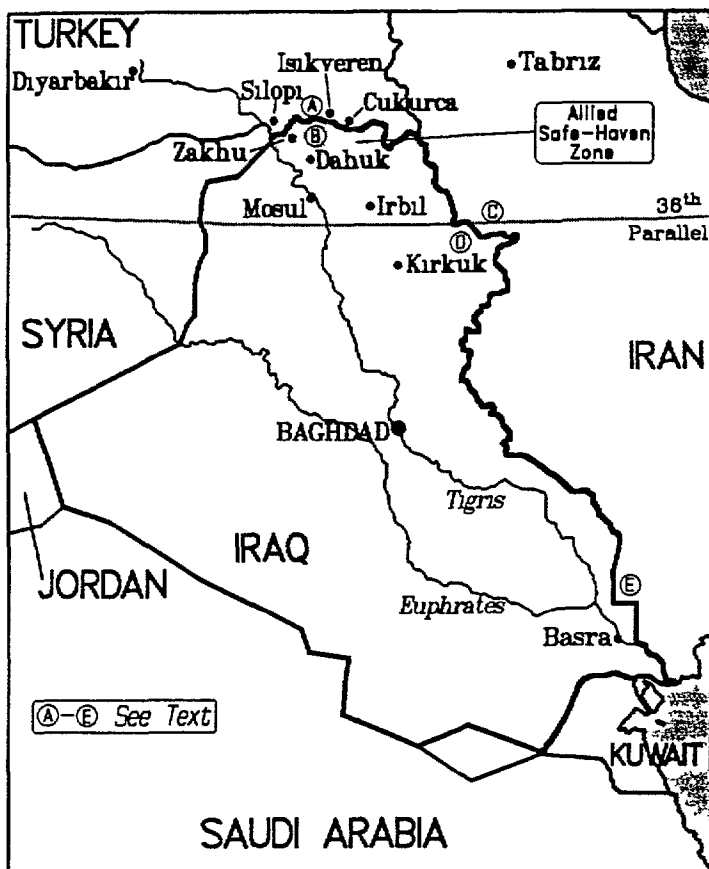 TURKEY
Isikveren
Tabriz
Diyarbakir
Silopi
A
Cukurca
Allied
Safe-Haven
Zone
Zakhu
B
Dahuk
Mosul
Irbil
C
36th
Parallel
D
Kirkuk
SYRIA
IRAN
BAGHDAD
Tigris
IRAQ
JORDAN
E
Euphrates
Basra
A-E See Text
KUWAIT
SAUDI ARABIA